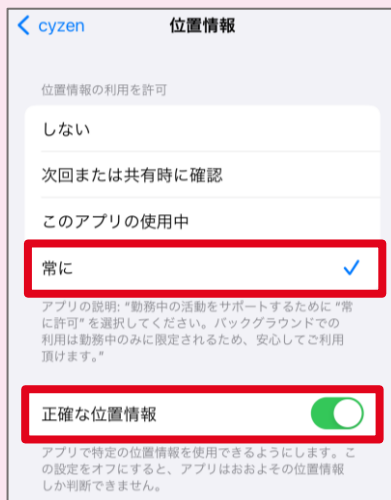 cyzen
位置情報
位置情報の利用を許可
しない
次回または共有時に確認
このアプリの使用中
常に
アプリの説明: “勤務中の活動をサポートするために “常
に許可” を選択してください。バックグラウンドでの
利用は勤務中のみに限定されるため、安心してご利用
頂けます。”
正確な位置情報
アプリで特定の位置情報を使用できるようにします。こ
の設定をオフにすると、アプリはおおよその位置情報
しか判断できません。